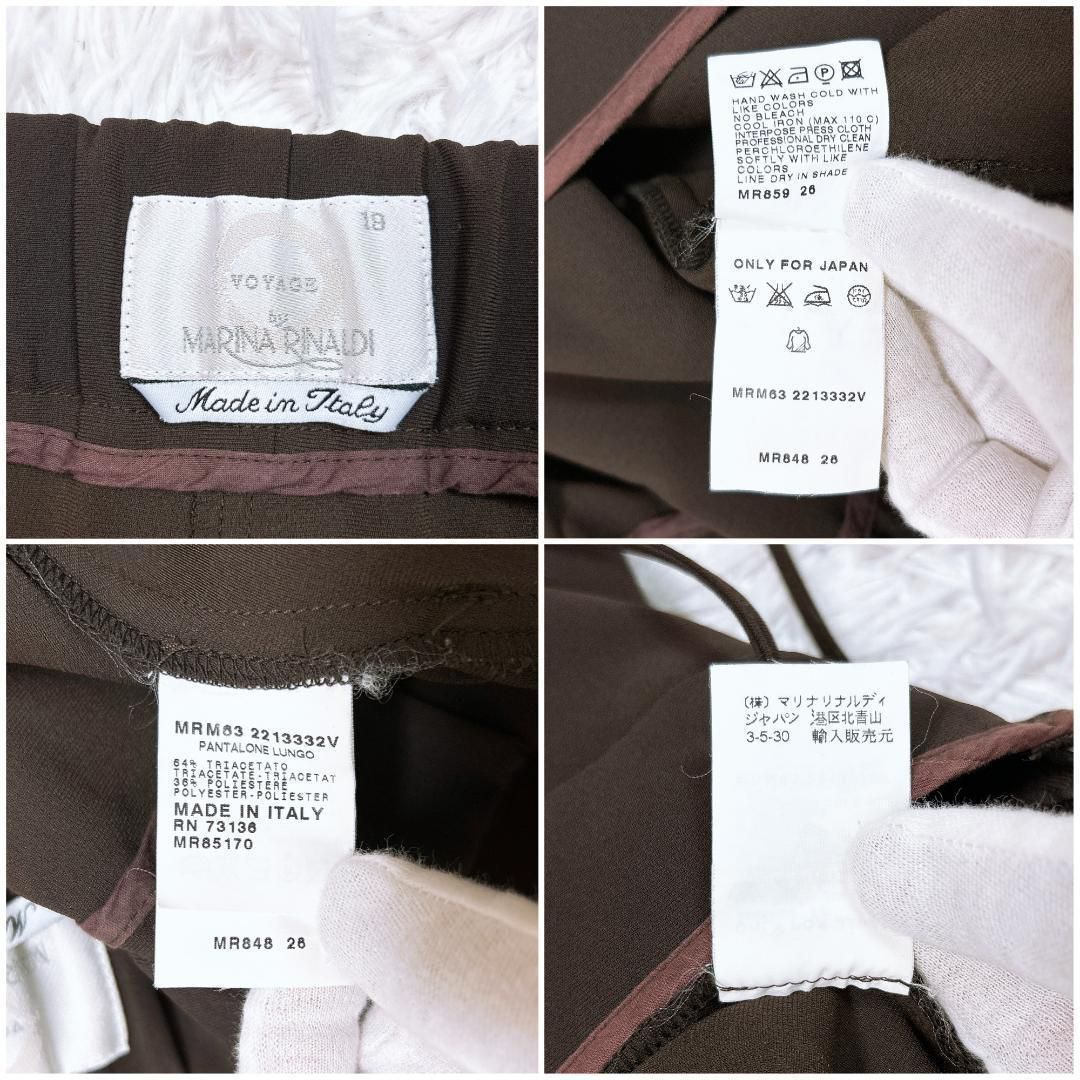 18
VOYAGE
by
MARINA RINALDI
Made in Italy
HAND WASH COLD WITH
LIKE COLORS
NO BLEACH
COOL IRON (MAX 110 C)
INTERPOSE PRESS CLOTH
PROFESSIONAL DRY CLEAN
PERCHLOROETHILENE
SOFTLY WITH LIKE
COLORS
LINE DRY IN SHADE
MR859 26
ONLY FOR JAPAN
MRM63 2213332V
MR848 26
MRM63 2213332V
PANTALONE LUNGO
64% TRIACETATO
TRIACETATE-TRIACETAT
36% POLIESTERE
POLYESTER-POLIESTER
MADE IN ITALY
RN 73136
MR85170
MR848 26
(株) マリナリナルディ
ジャパン 港区北青山
3-5-30 輸入販売元